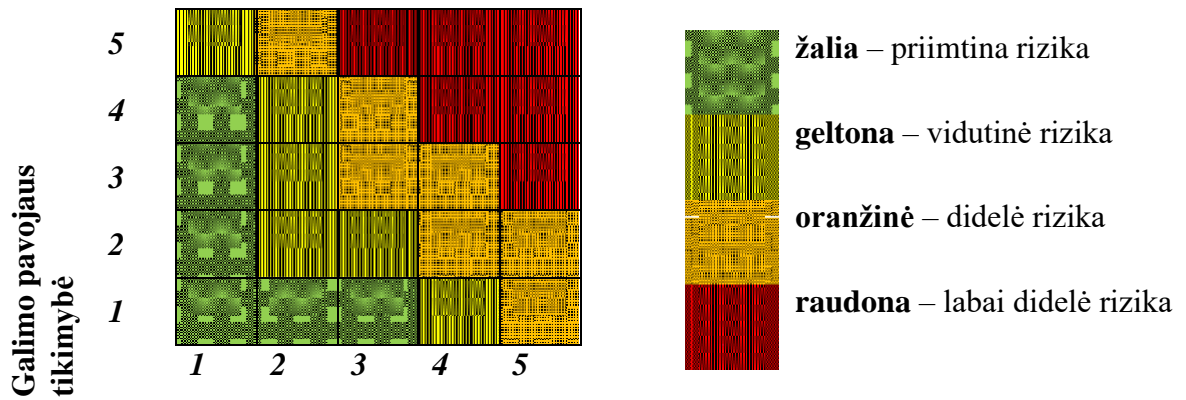 Galimo pavojaus
tikimybė
5
4
3
2
1
1 2 3 4 5
žalia – priimtina rizika
geltona – vidutinė rizika
oranžinė – didelė rizika
raudona – labai didelė rizika